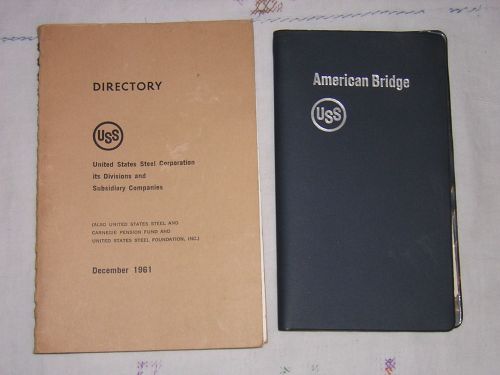 DIRECTORY
USS
United States Steel Corporation
its Divisions and
Subsidiary Companies
(ALSO UNITED STATES STEEL AND
CARNEGIE PENSION FUND AND
UNITED STATES STEEL FOUNDATION, INC.)
December 1961
American Bridge
USS